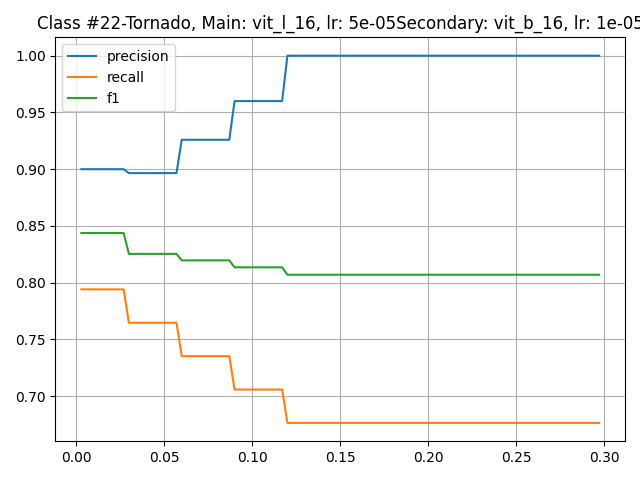 Class #22-Tornado, Main: vit_l_16, lr: 5e-05Secondary: vit_b_16, lr: 1e-05
precision
recall
f1
1.00
0.95
0.90
0.85
0.80
0.75
0.70
0.00 0.05 0.10 0.15 0.20 0.25 0.30